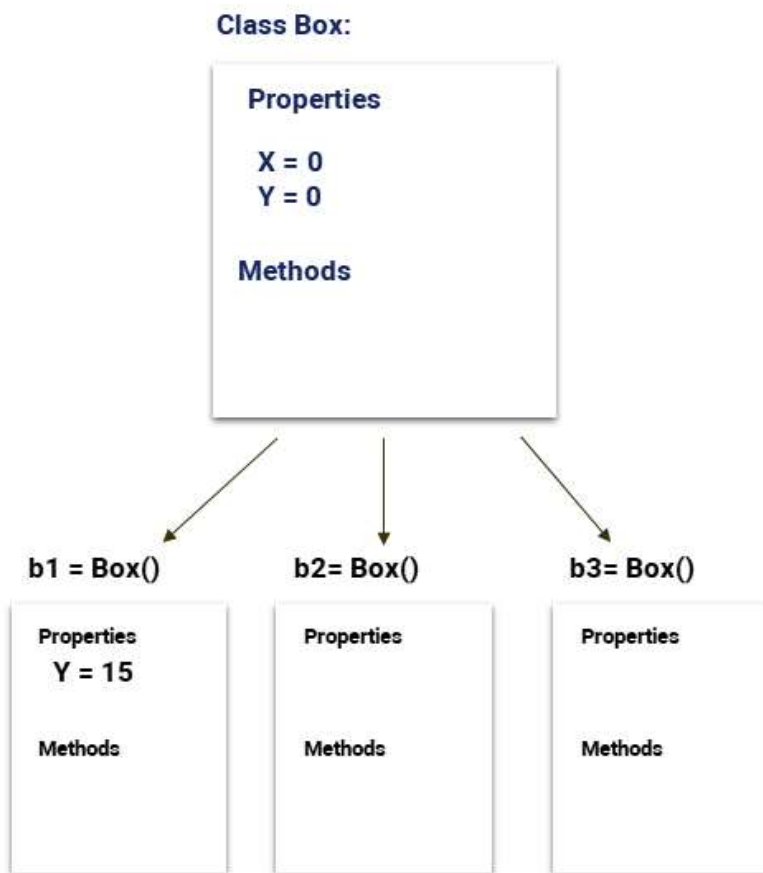 Class Box:
Properties
X = 0
Y = 0
Methods
b1 = Box()
Properties
Y = 15
Methods
b2= Box()
Properties
Methods
b3= Box()
Properties
Methods